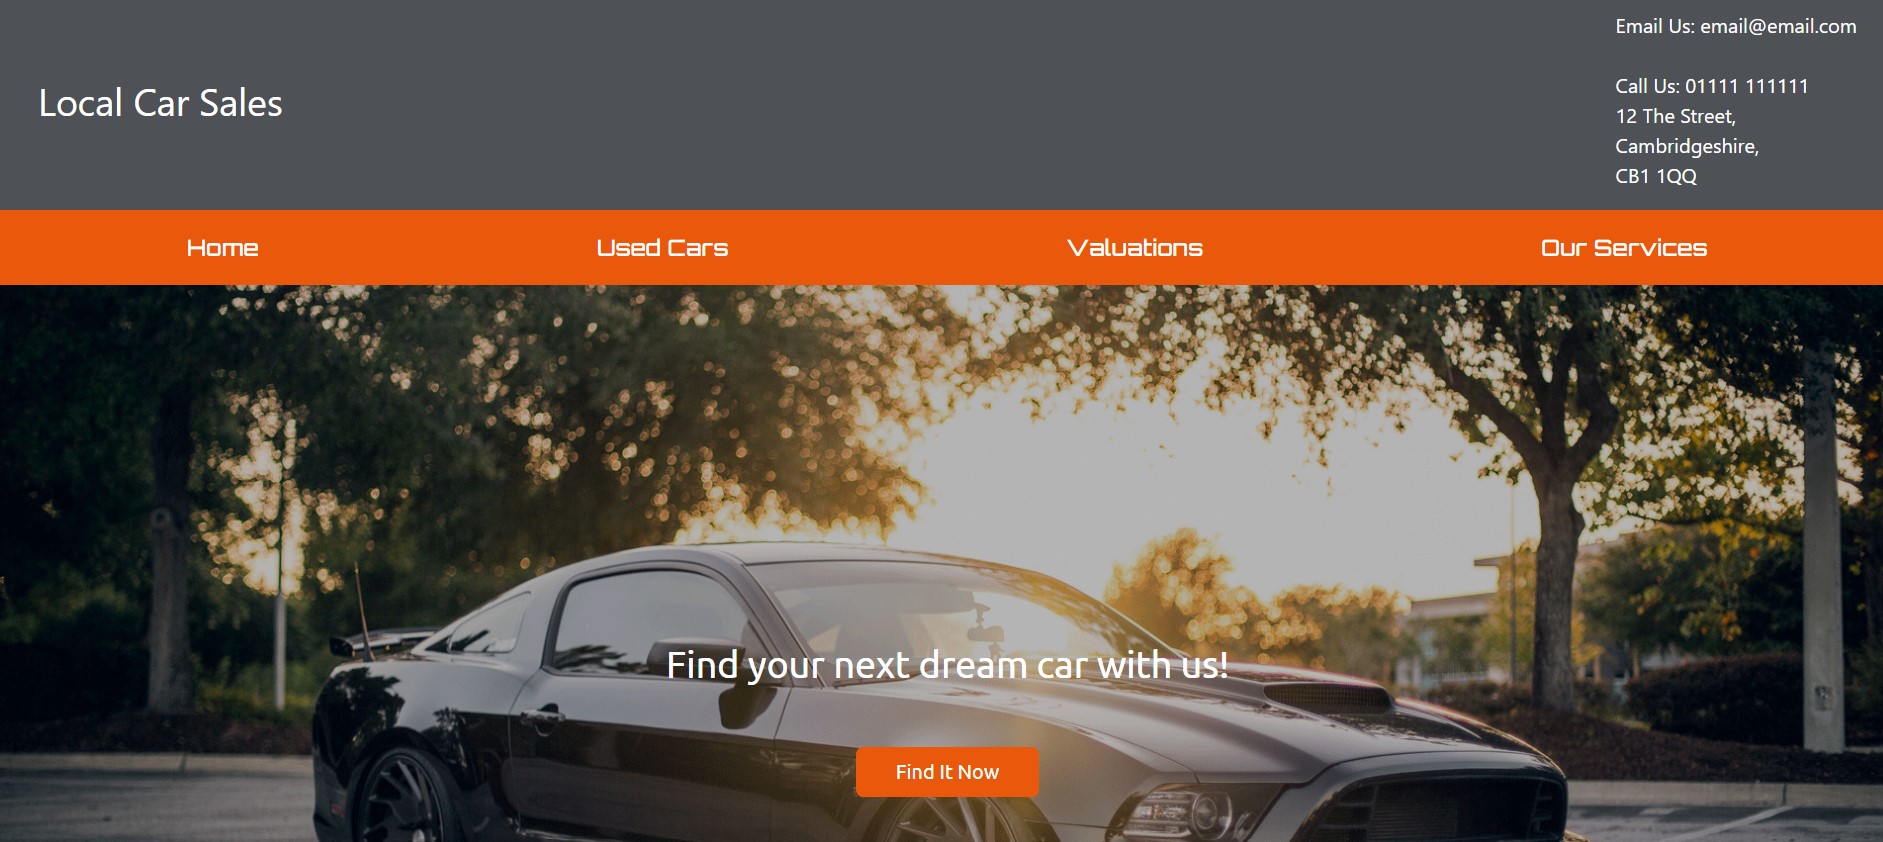 Email Us: email@email.com
Local Car Sales
Call Us: 01111 111111
12 The Street,
Cambridgeshire,
CB1 1QQ
Home
Used Cars
Valuations
Our Services
Find your next dream car with us!
Find It Now